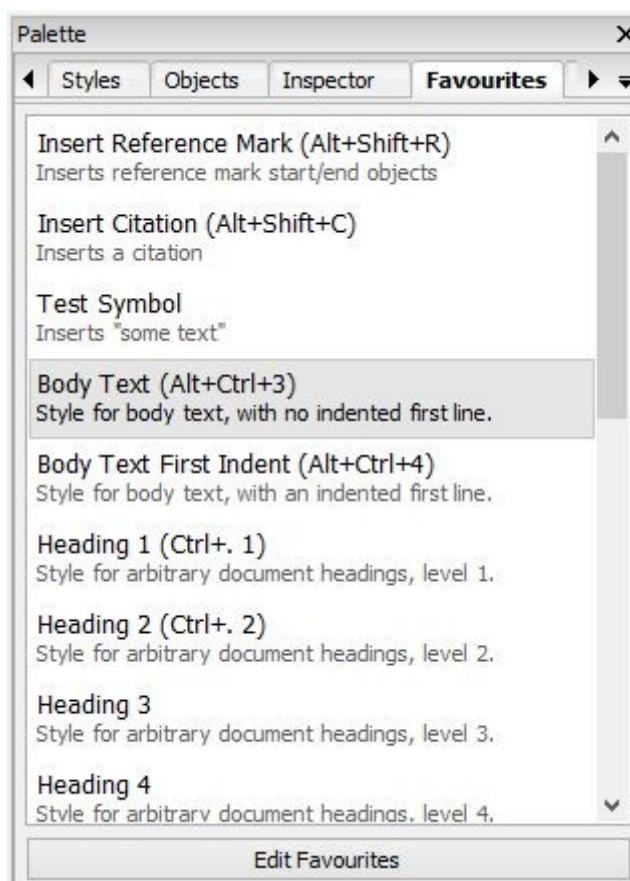 Palette
Styles Objects Inspector Favourites
Insert Reference Mark (Alt+Shift+R)
Inserts reference mark start/end objects
Insert Citation (Alt+Shift+C)
Inserts a citation
Test Symbol
Inserts "some text"
Body Text (Alt+Ctrl+3)
Style for body text, with no indented first line.
Body Text First Indent (Alt+Ctrl+4)
Style for body text, with an indented first line.
Heading 1 (Ctrl+. 1)
Style for arbitrary document headings, level 1.
Heading 2 (Ctrl+. 2)
Style for arbitrary document headings, level 2.
Heading 3
Style for arbitrary document headings, level 3.
Heading 4
Style for arbitrary document headings, level 4.
Edit Favourites